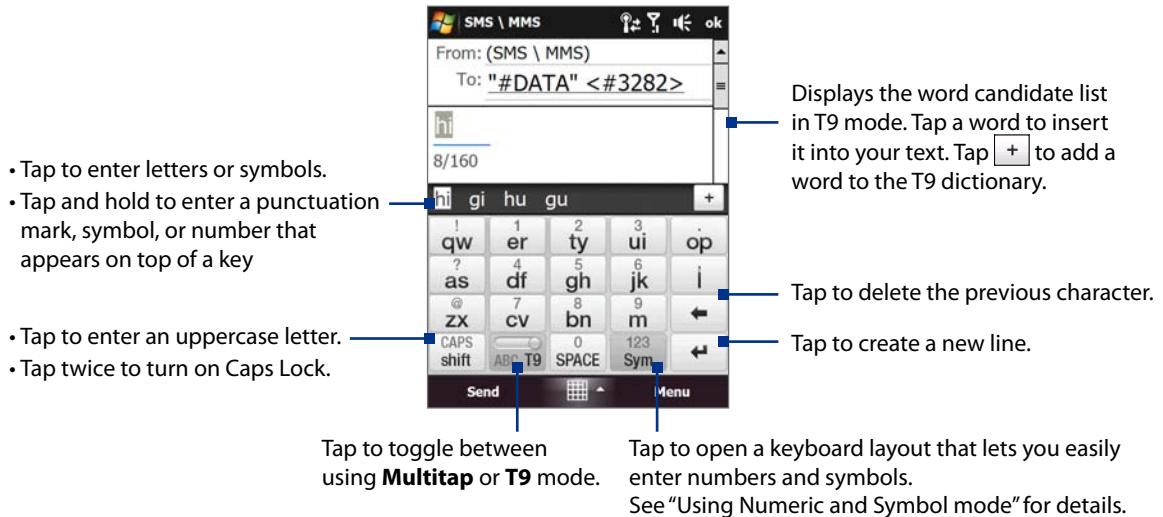 SMS \ MMS ok
From: (SMS \ MMS)
To: "#DATA" <#3282>
hi
8/160
hi gi hu gu +
! 1 2 3 .
qw er ty ui op
? 4 5 6
as df gh jk l
@ 7 8 9
zx cv bn m
CAPS 0 123
shift ABC T9 SPACE Sym
Send Menu
• Tap to enter letters or symbols.
• Tap and hold to enter a punctuation
mark, symbol, or number that
appears on top of a key
• Tap to enter an uppercase letter.
• Tap twice to turn on Caps Lock.
Displays the word candidate list
in T9 mode. Tap a word to insert
it into your text. Tap + to add a
word to the T9 dictionary.
Tap to delete the previous character.
Tap to create a new line.
Tap to toggle between
using Multitap or T9 mode.
Tap to open a keyboard layout that lets you easily
enter numbers and symbols.
See “Using Numeric and Symbol mode” for details.